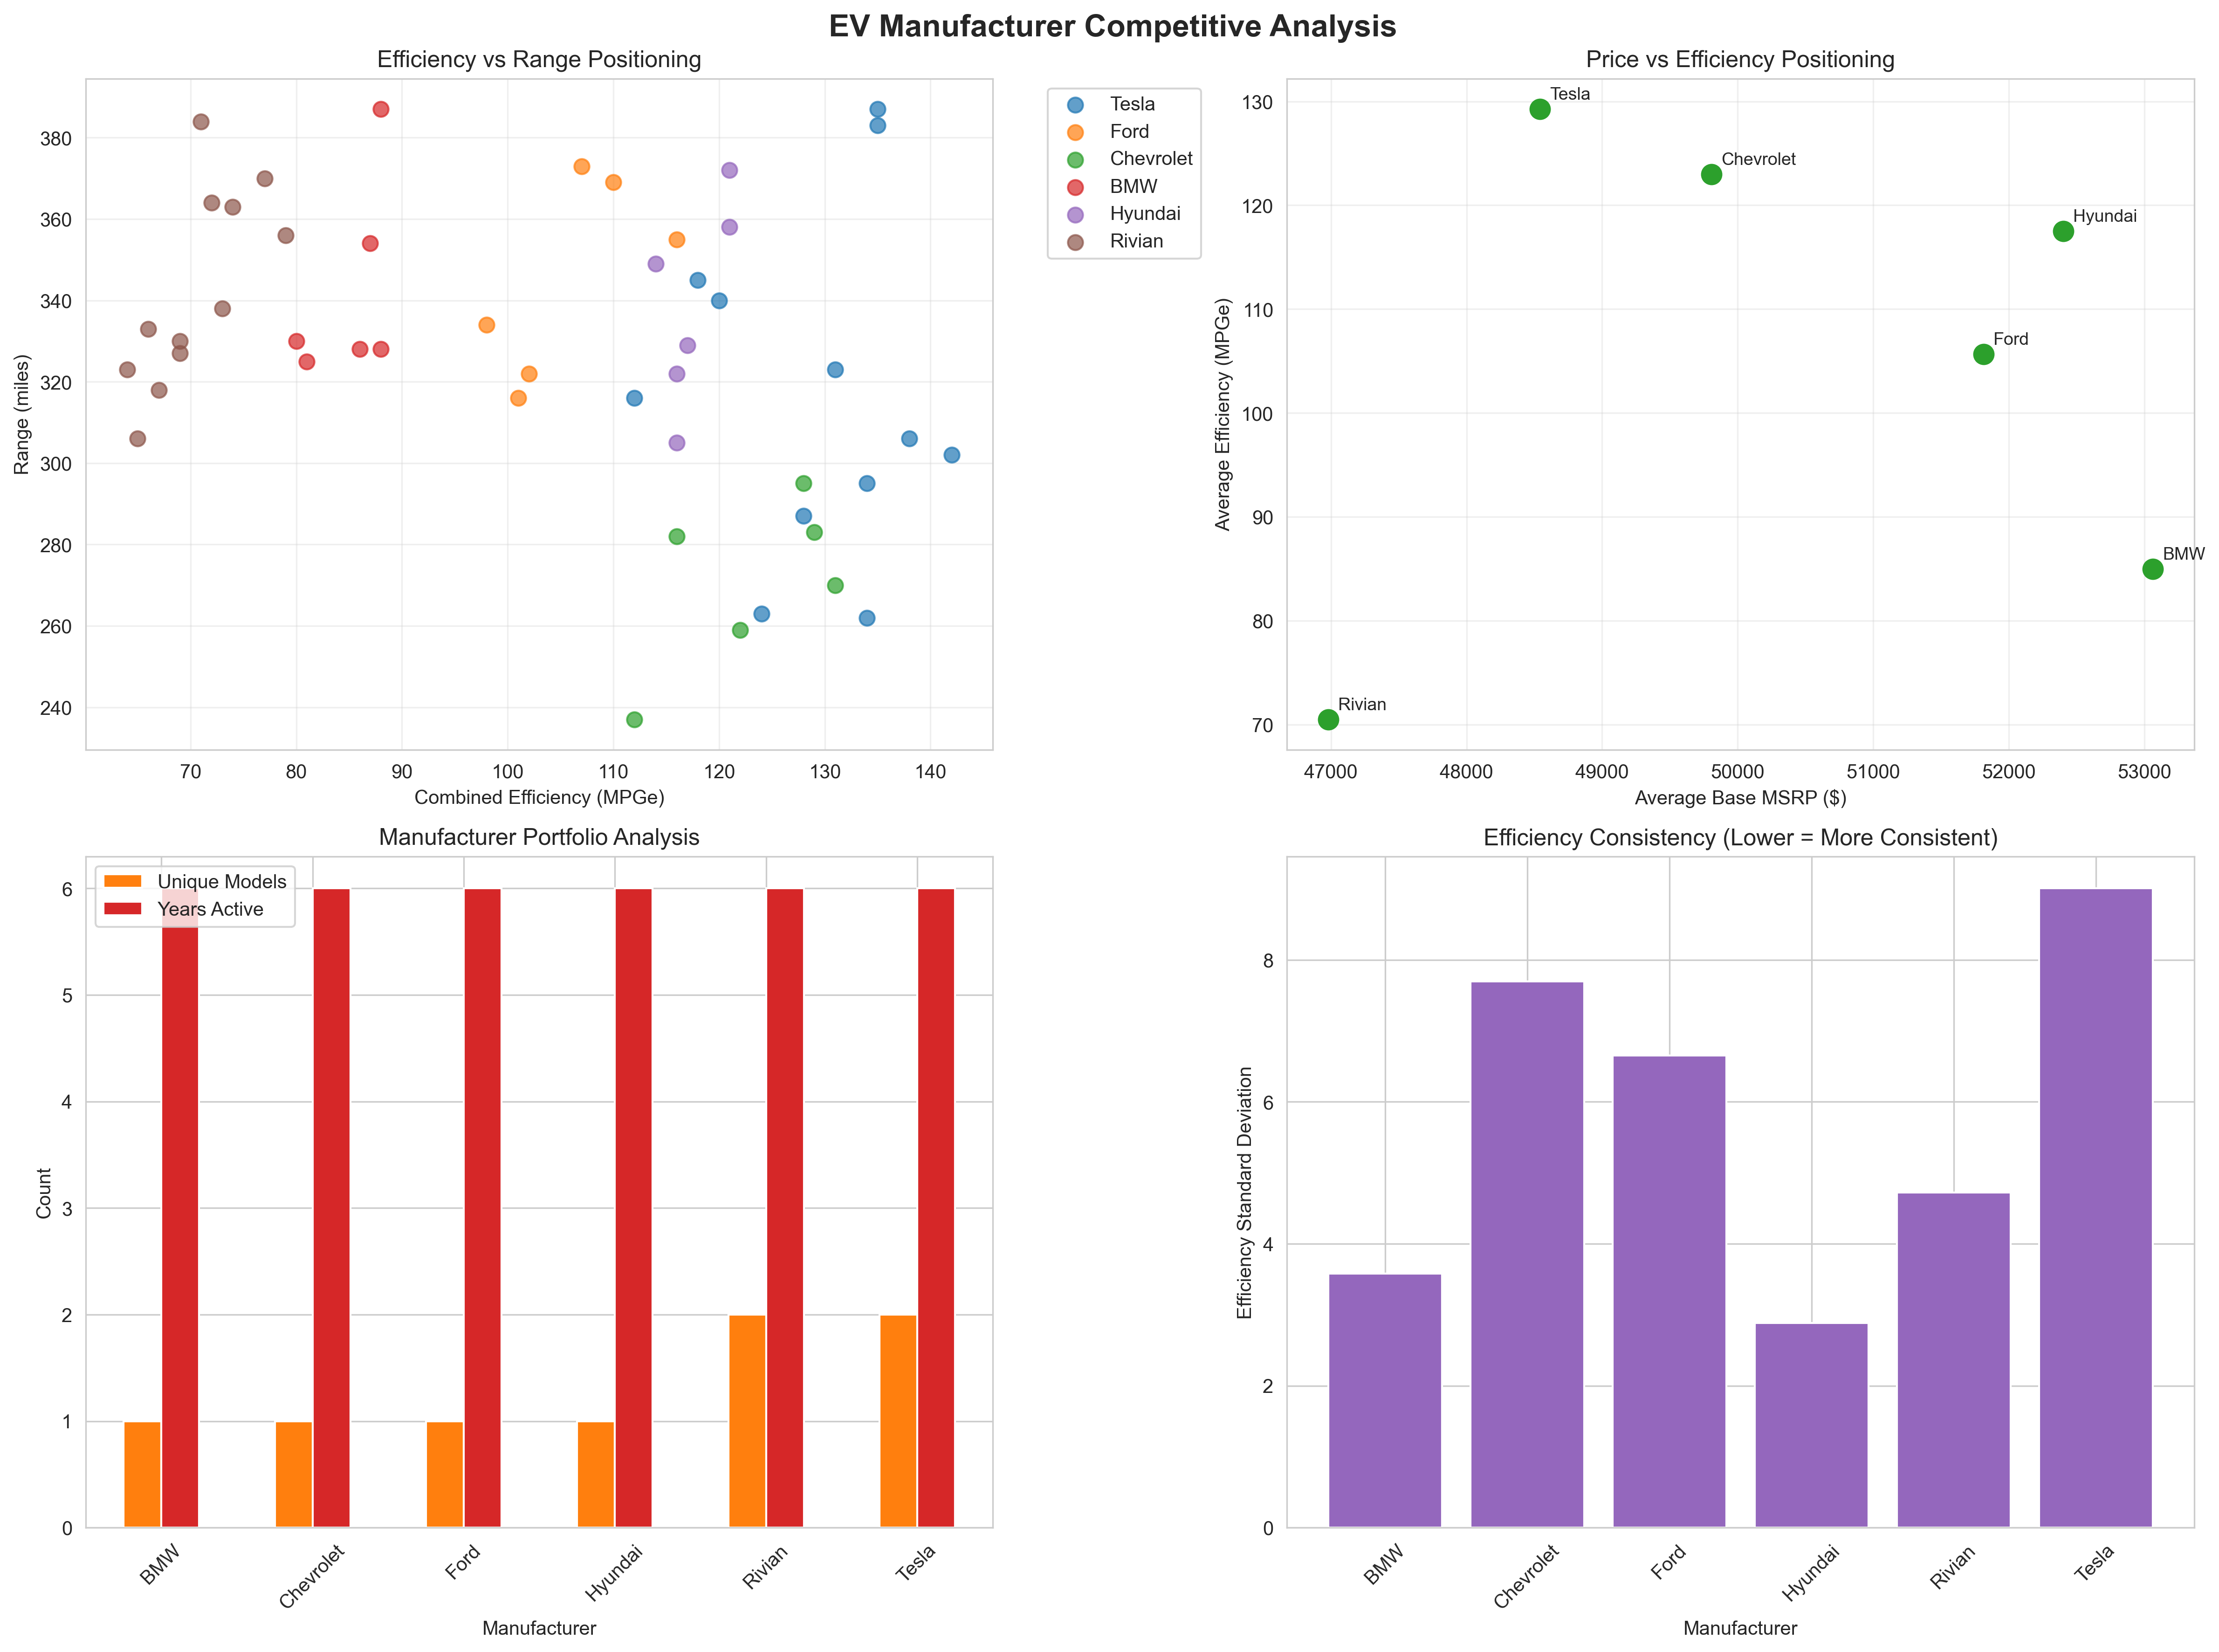 EV Manufacturer Competitive Analysis
Efficiency vs Range Positioning
Range (miles)
380
360
340
320
300
280
260
240
70 80 90 100 110 120 130 140
Combined Efficiency (MPGe)
Tesla
Ford
Chevrolet
BMW
Hyundai
Rivian
Price vs Efficiency Positioning
Average Efficiency (MPGe)
130
120
110
100
90
80
70
Tesla
Chevrolet
Hyundai
Ford
BMW
Rivian
47000 48000 49000 50000 51000 52000 53000
Average Base MSRP ($)
Manufacturer Portfolio Analysis
Unique Models
Years Active
Count
6
5
4
3
2
1
0
BMW Chevrolet Ford Hyundai Rivian Tesla
Manufacturer
Efficiency Consistency (Lower = More Consistent)
Efficiency Standard Deviation
8
6
4
2
0
BMW Chevrolet Ford Hyundai Rivian Tesla
Manufacturer